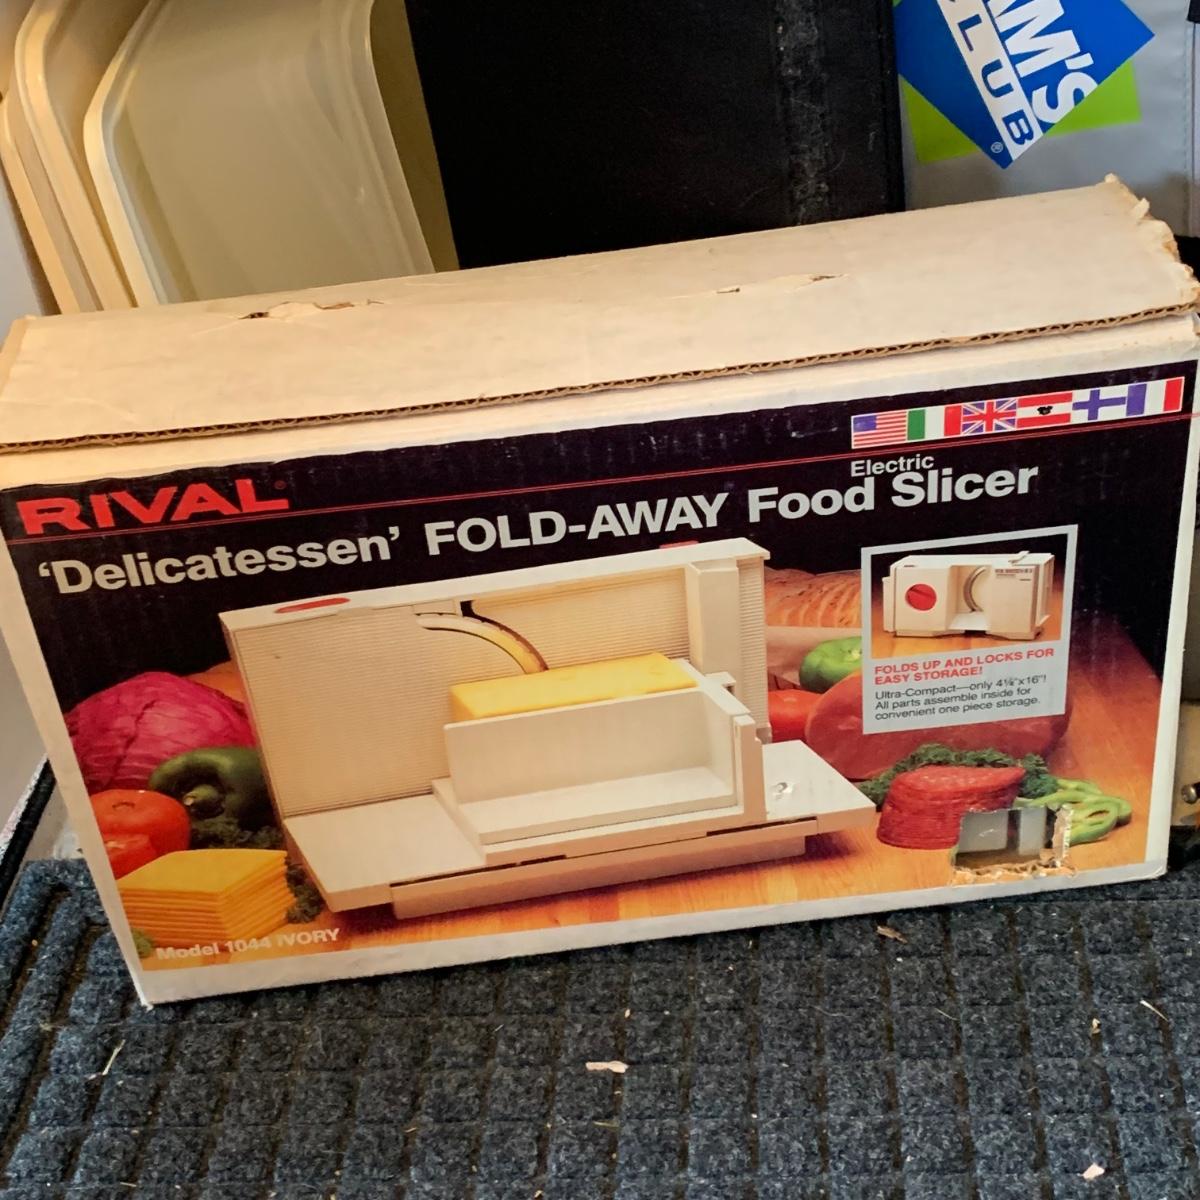 AM'S
CLUB®
RIVAL®
Electric
'Delicatessen' FOLD-AWAY Food Slicer
FOLDS UP AND LOCKS FOR
EASY STORAGE!
Ultra-Compact—only 4⅛"x16"!
All parts assemble inside for
convenient one piece storage.
Model 1044 IVORY